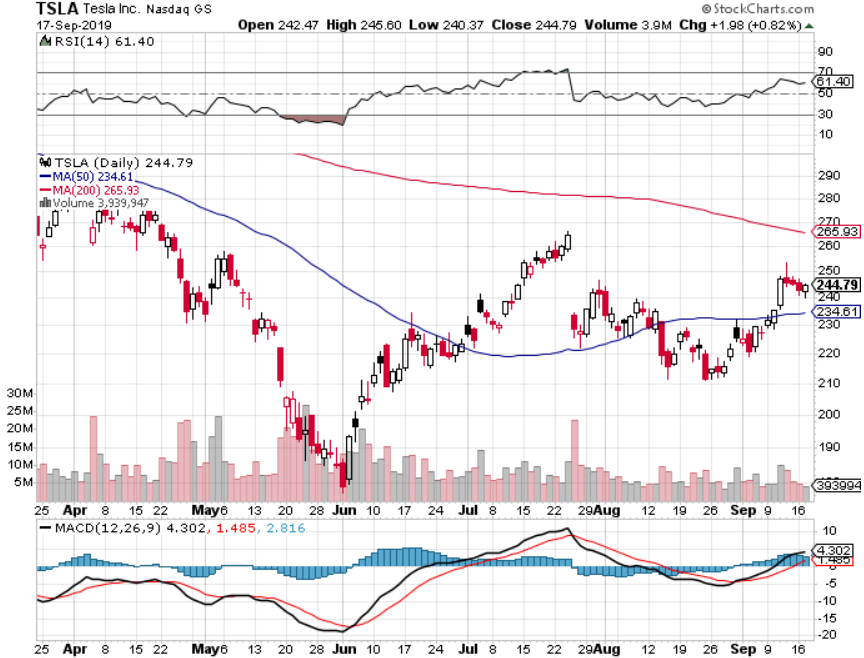 TSLA Tesla Inc. Nasdaq GS
© StockCharts.com
17-Sep-2019 Open 242.47 High 245.60 Low 240.37 Close 244.79 Volume 3.9M Chg +1.98 (+0.82%)
RSI(14) 61.40
90
70
61.40
50
30
10
TSLA (Daily) 244.79
MA(50) 234.61
MA(200) 265.93
Volume 3,939,947
290
280
270
265.93
260
250
244.79
240
234.61
230
220
210
200
190
30M
25M
20M
15M
10M
5M
393994
25 Apr 8 15 22 May 6 13 20 28 Jun 10 17 24 Jul 8 15 22 29 Aug 12 19 26 Sep 9 16
MACD(12,26,9) 4.302, 1.485, 2.816
10
4.302
1.485
-5
-10
-15
-20
25 Apr 8 15 22 May 6 13 20 28 Jun 10 17 24 Jul 8 15 22 29 Aug 12 19 26 Sep 9 16